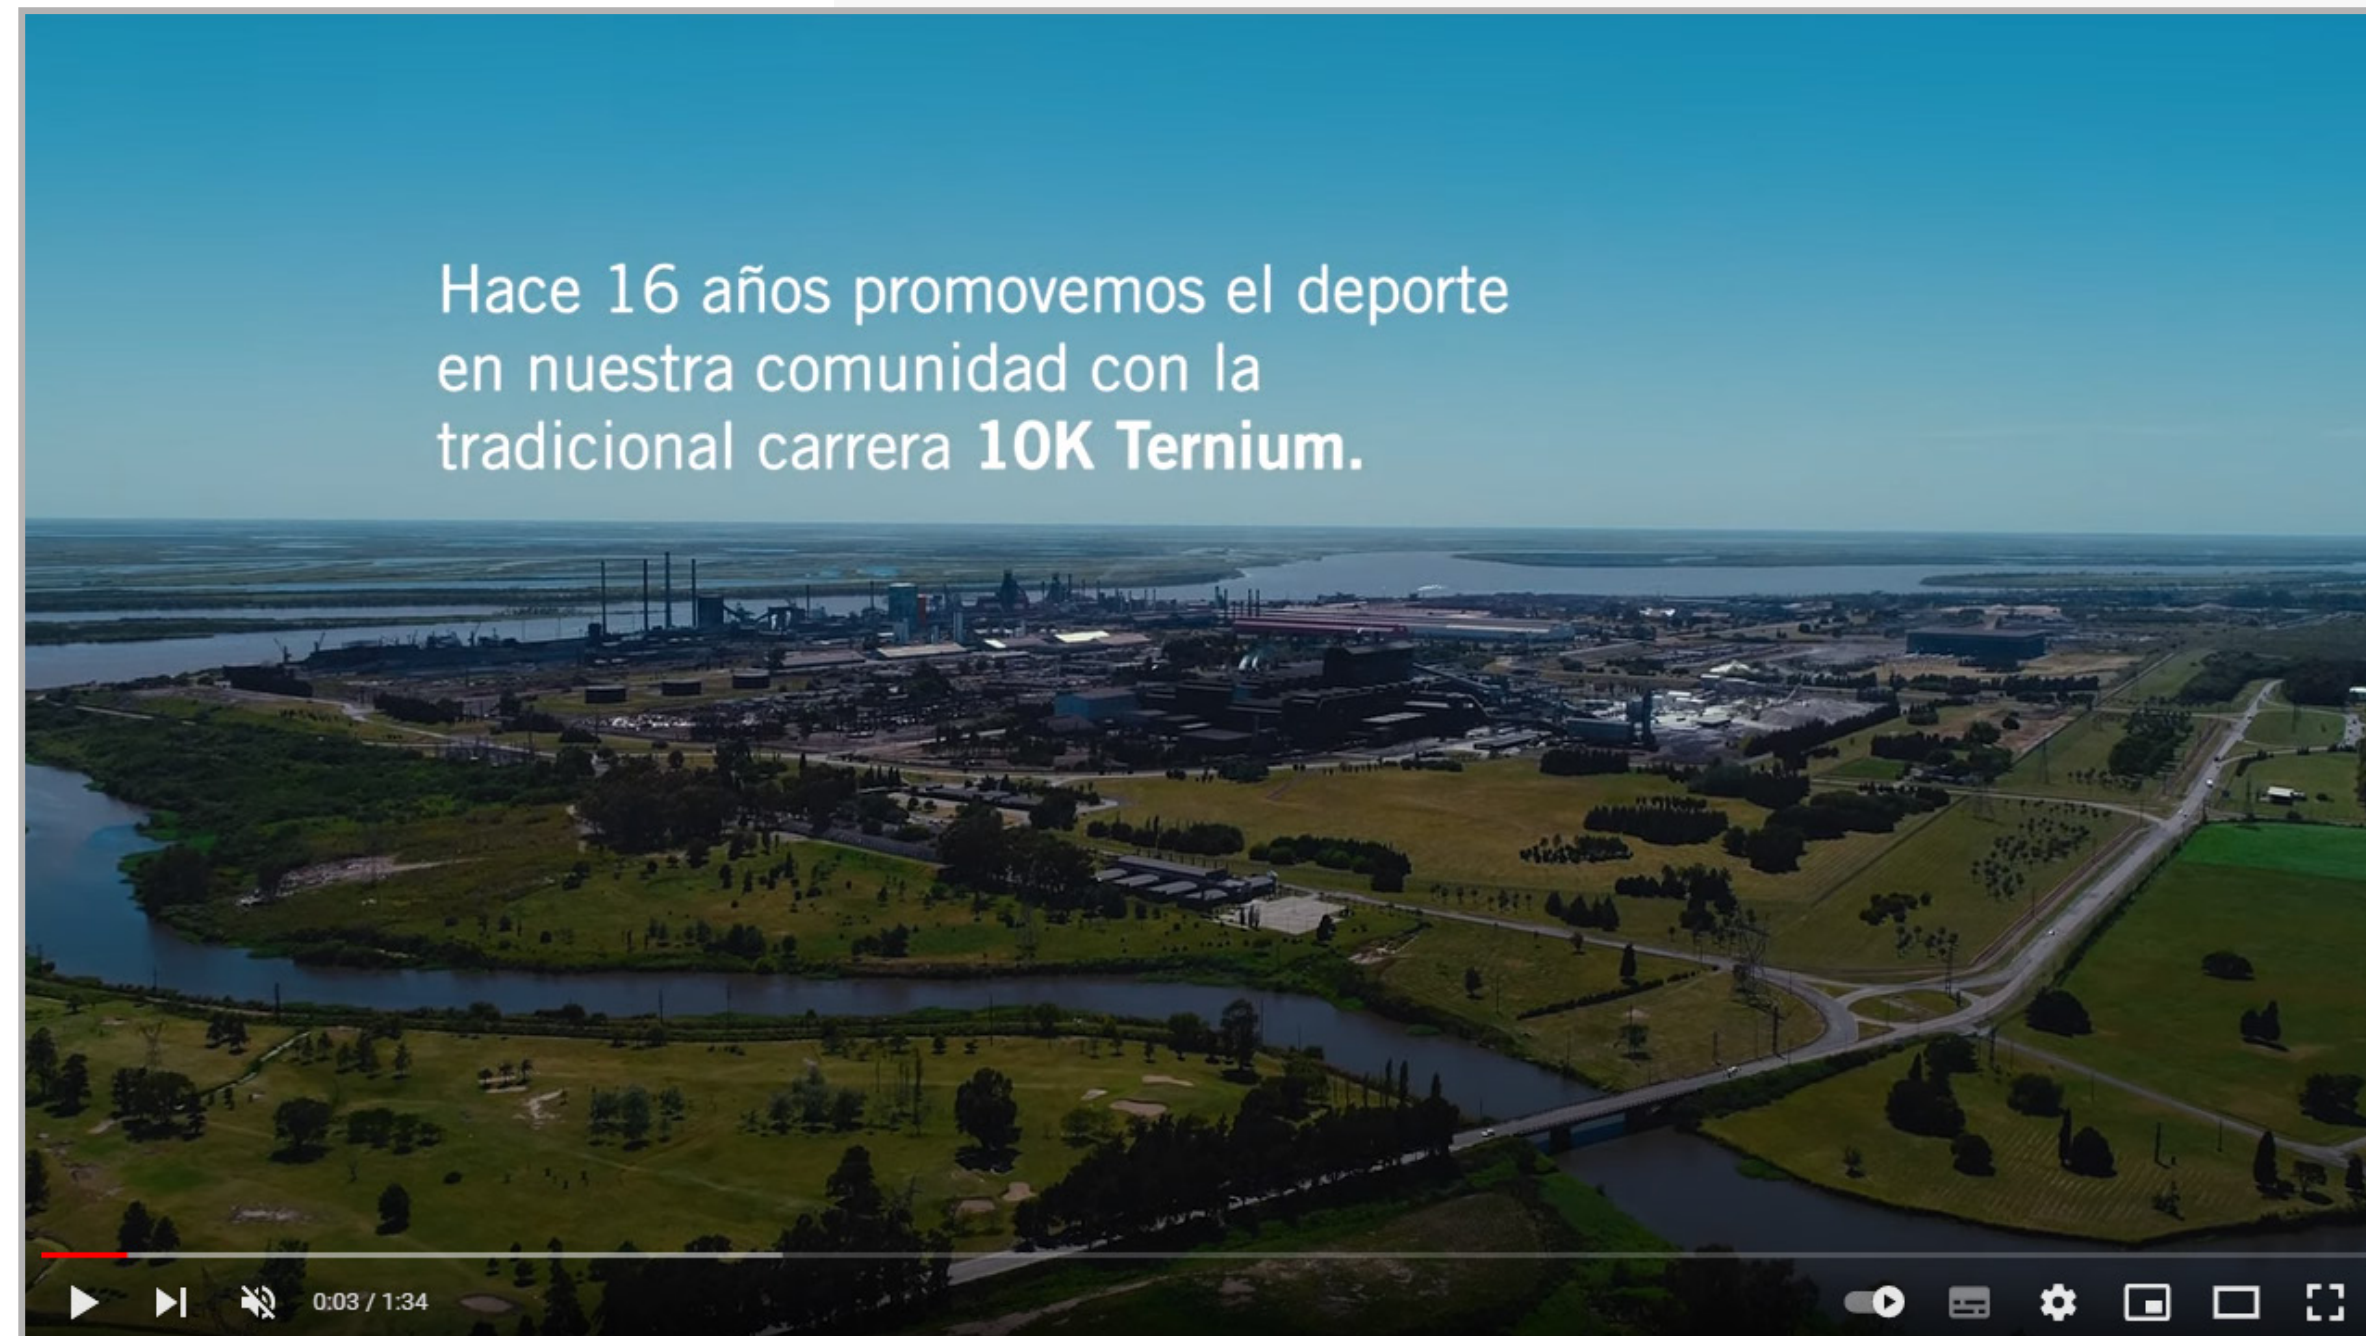 Hace 16 años promovemos el deporte
en nuestra comunidad con la
tradicional carrera 10K Ternium.
0:03 / 1:34